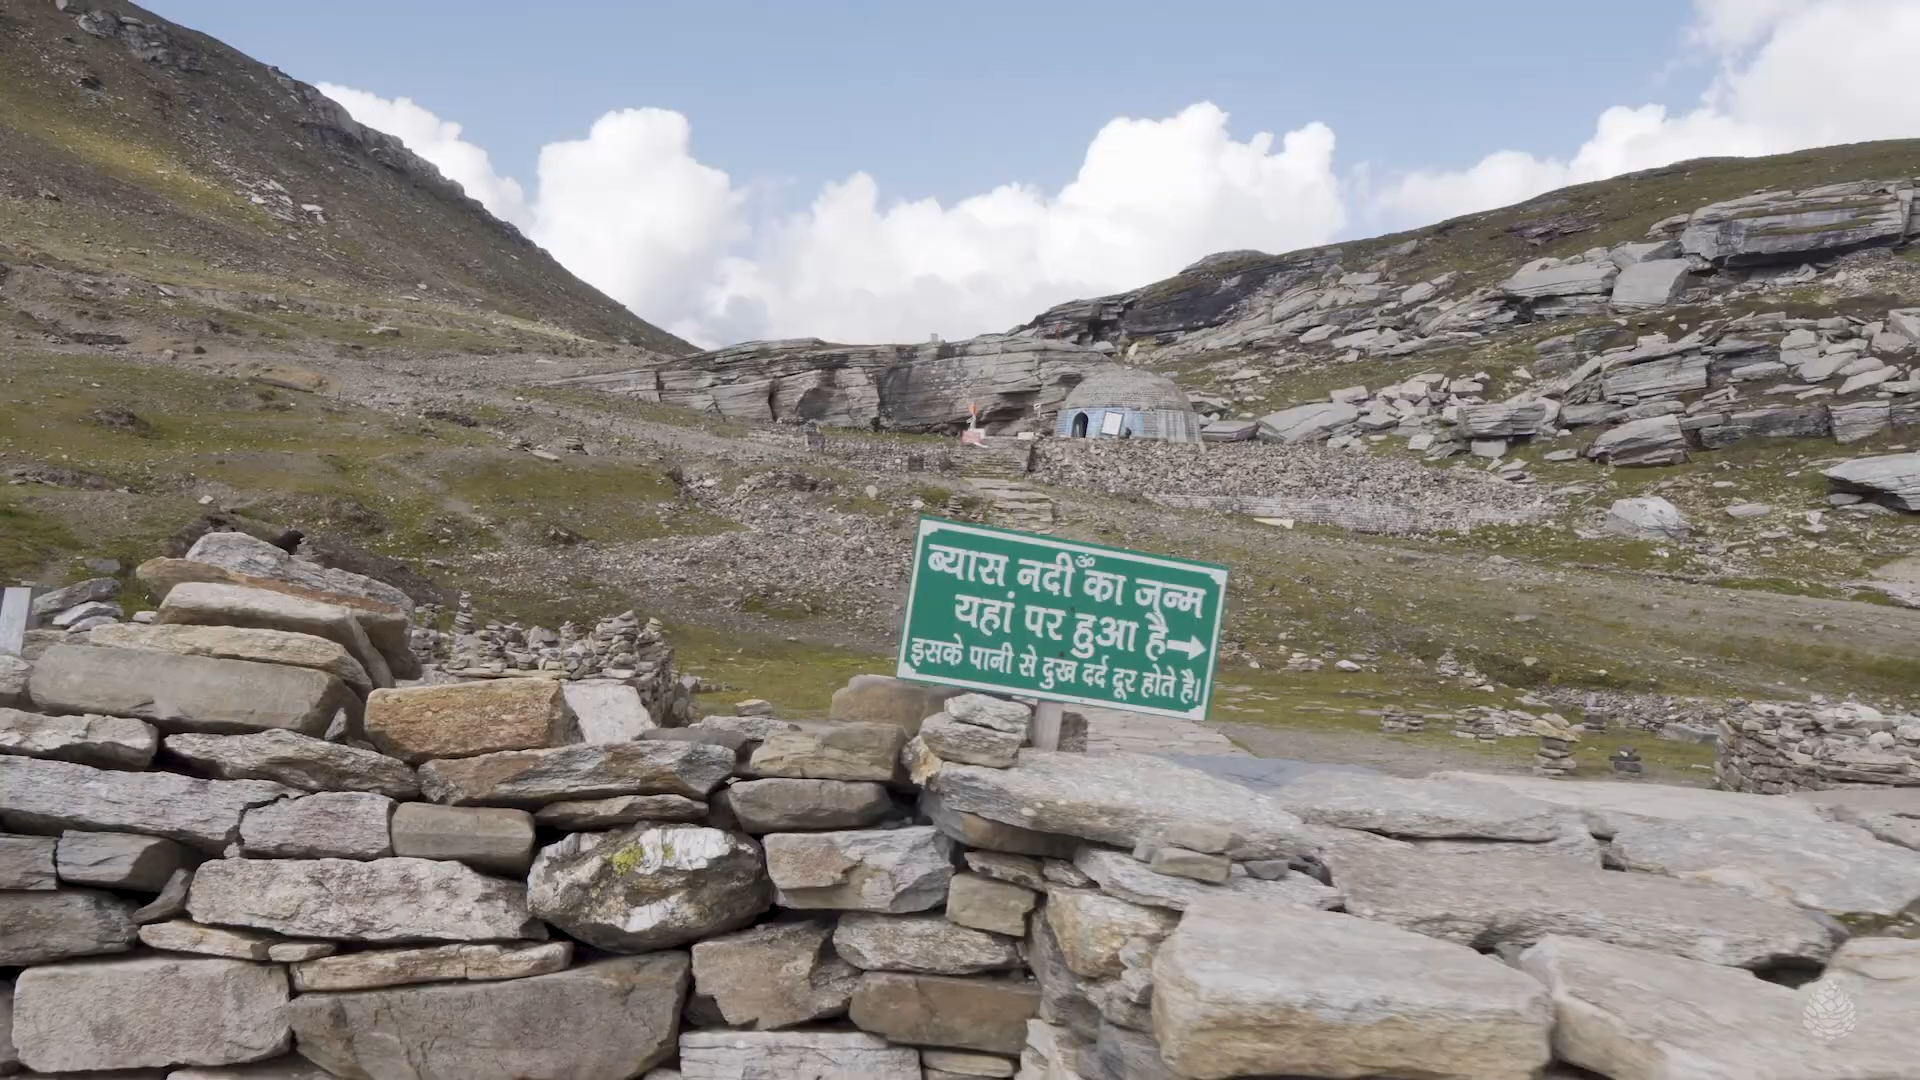 ॐ
ब्यास नदी का जन्म
यहां पर हुआ है→
इसके पानी से दुख दर्द दूर होते है।